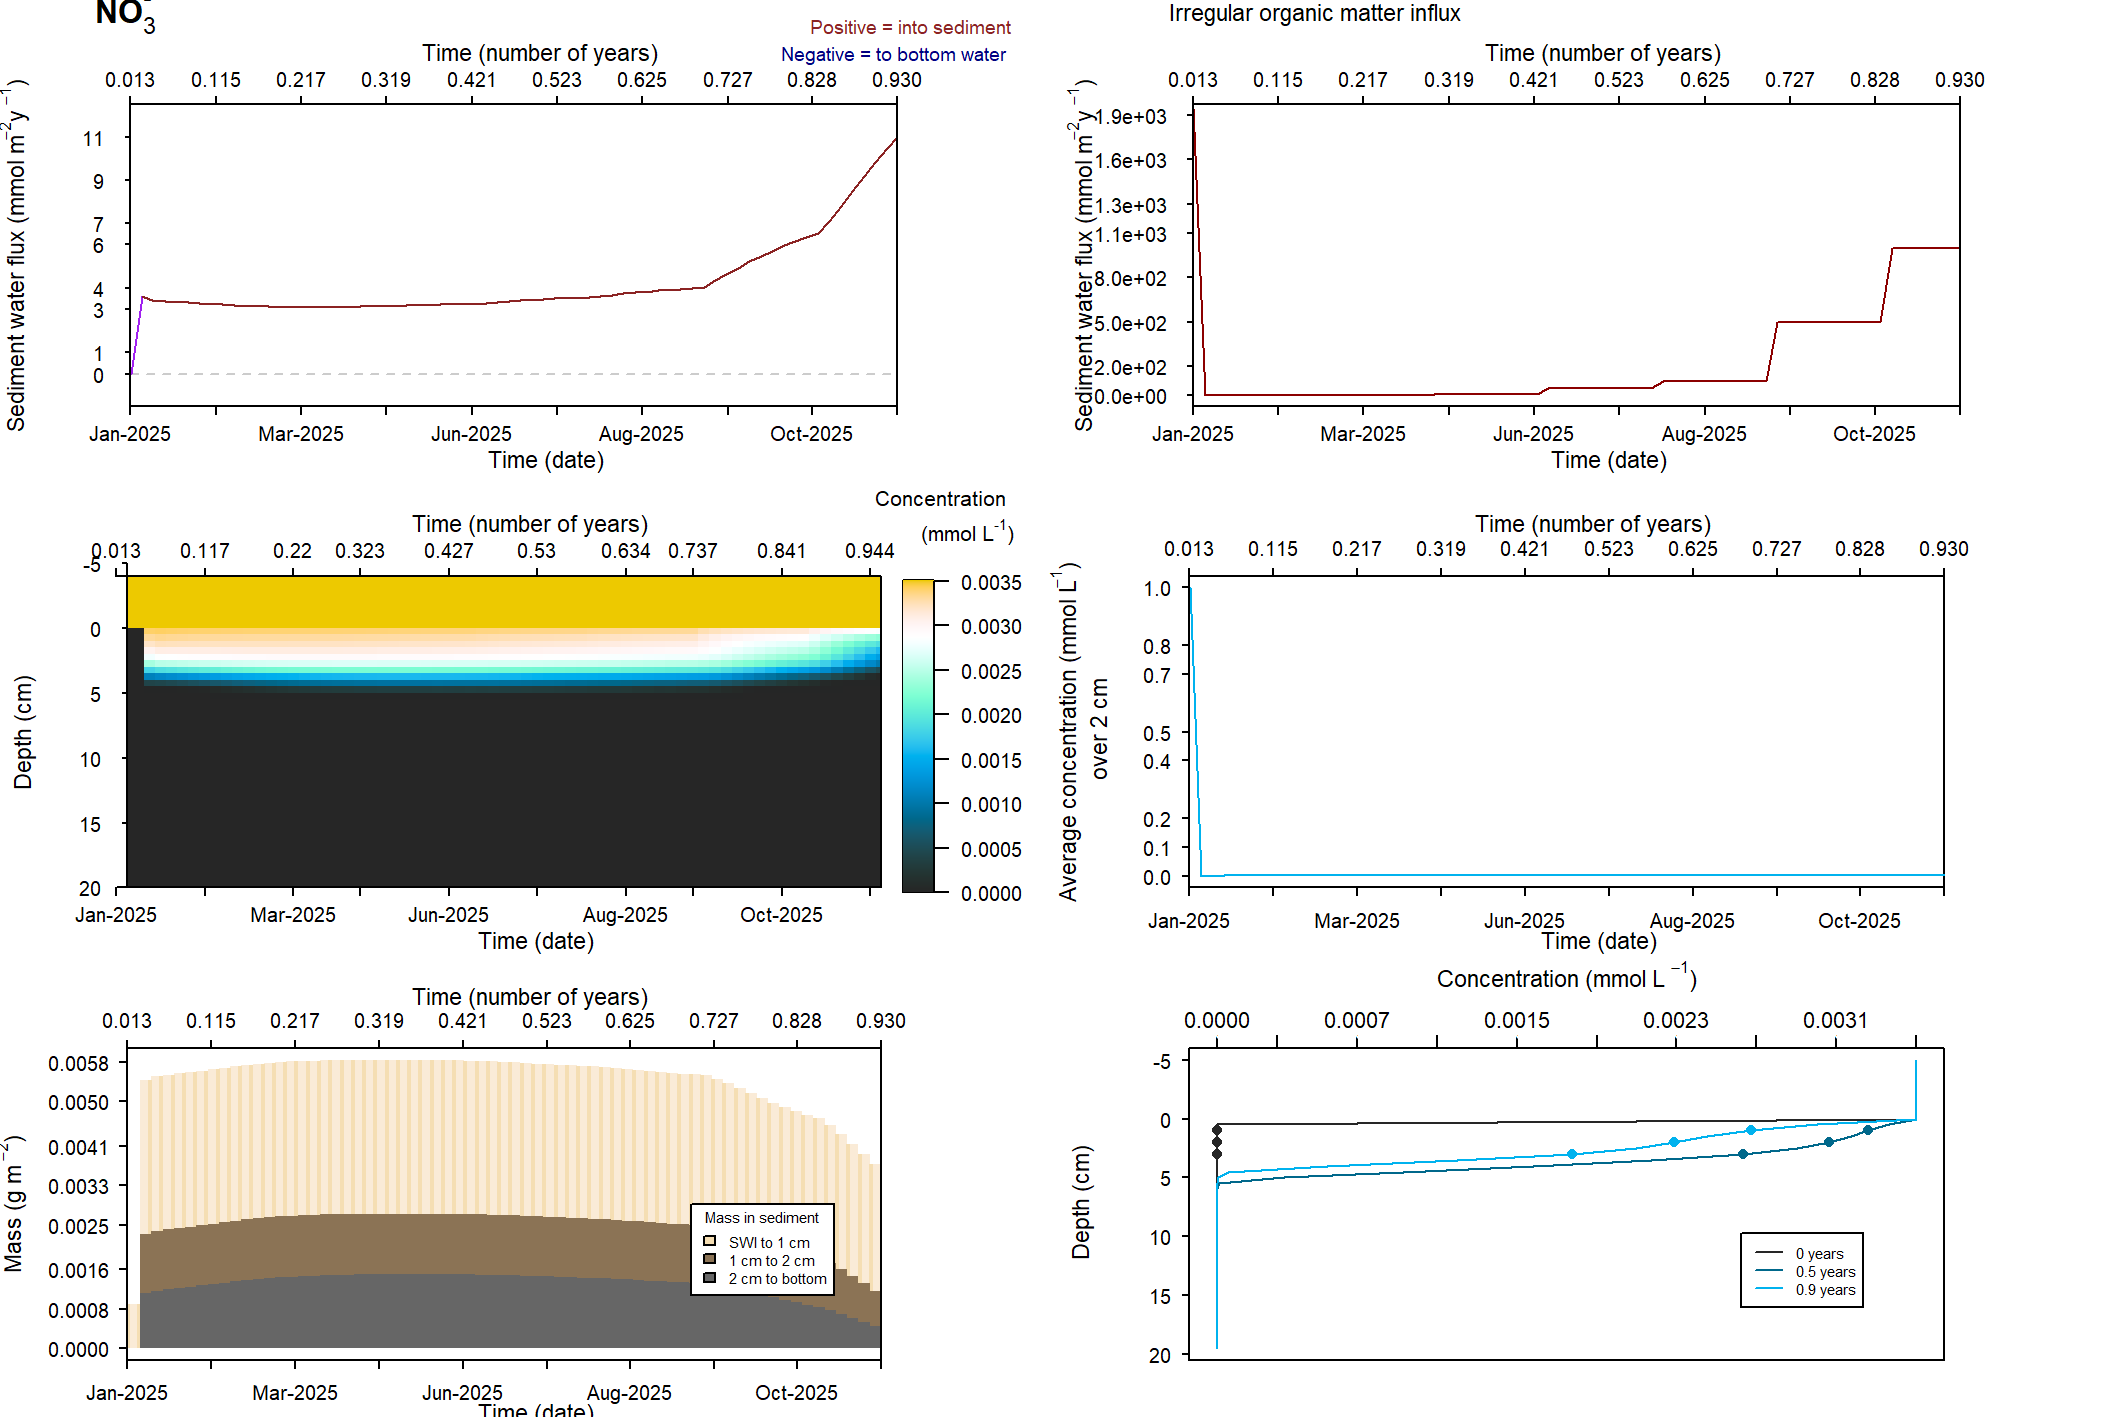 NO3-
Positive = into sediment
Negative = to bottom water
Time (number of years)
0.013 0.115 0.217 0.319 0.421 0.523 0.625 0.727 0.828 0.930
Sediment water flux (mmol m−2y −1)
11
9
7
6
4
3
1
0
Jan-2025 Mar-2025 Jun-2025 Aug-2025 Oct-2025
Time (date)
Irregular organic matter influx
Time (number of years)
0.013 0.115 0.217 0.319 0.421 0.523 0.625 0.727 0.828 0.930
Sediment water flux (mmol m−2y −1)
1.9e+03
1.6e+03
1.3e+03
1.1e+03
8.0e+02
5.0e+02
2.0e+02
0.0e+00
Jan-2025 Mar-2025 Jun-2025 Aug-2025 Oct-2025
Time (date)
Time (number of years)
0.013 0.117 0.22 0.323 0.427 0.53 0.634 0.737 0.841 0.944
Depth (cm)
-5
0
5
10
15
20
Jan-2025 Mar-2025 Jun-2025 Aug-2025 Oct-2025
Time (date)
Concentration
(mmol L-1)
0.0035
0.0030
0.0025
0.0020
0.0015
0.0010
0.0005
0.0000
Time (number of years)
0.013 0.115 0.217 0.319 0.421 0.523 0.625 0.727 0.828 0.930
Average concentration (mmol L−1)
over 2 cm
1.0
0.8
0.7
0.5
0.4
0.2
0.1
0.0
Jan-2025 Mar-2025 Jun-2025 Aug-2025 Oct-2025
Time (date)
Time (number of years)
0.013 0.115 0.217 0.319 0.421 0.523 0.625 0.727 0.828 0.930
Mass (g m−2)
0.0058
0.0050
0.0041
0.0033
0.0025
0.0016
0.0008
0.0000
Mass in sediment
SWI to 1 cm
1 cm to 2 cm
2 cm to bottom
Jan-2025 Mar-2025 Jun-2025 Aug-2025 Oct-2025
Time (date)
Concentration (mmol L −1)
0.0000 0.0007 0.0015 0.0023 0.0031
Depth (cm)
-5
0
5
10
15
20
0 years
0.5 years
0.9 years